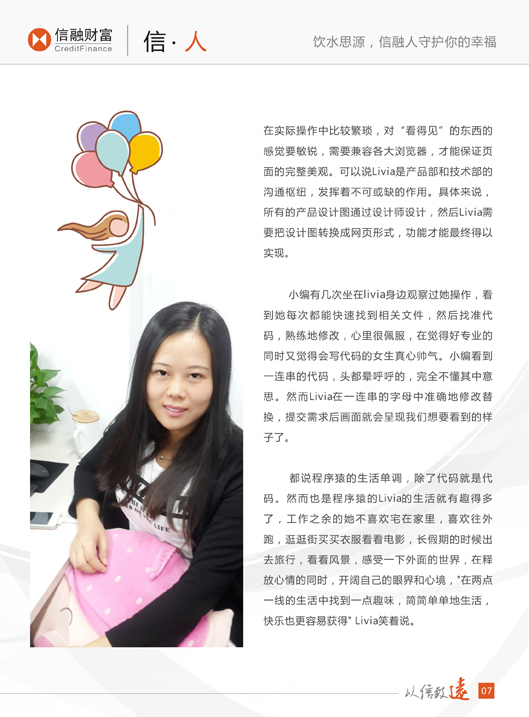 信融财富
CreditFinance
信·人
饮水思源，信融人守护你的幸福
在实际操作中比较繁琐，对“看得见”的东西的
感觉要敏锐，需要兼容各大浏览器，才能保证页
面的完整美观。可以说Livia是产品部和技术部的
沟通枢纽，发挥着不可或缺的作用。具体来说，
所有的产品设计图通过设计师设计，然后Livia需
要把设计图转换成网页形式，功能才能最终得以
实现。
小编有几次坐在livia身边观察过她操作，看
到她每次都能快速找到相关文件，然后找准代
码，熟练地修改，心里很佩服，在觉得好专业的
同时又觉得会写代码的女生真心帅气。小编看到
一连串的代码，头都晕呼呼的，完全不懂其中意
思。然而Livia在一连串的字母中准确地修改替
换，提交需求后画面就会呈现我们想要看到的样
子了。
都说程序猿的生活单调，除了代码就是代
码。然而也是程序猿的Livia的生活就有趣得多
了，工作之余的她不喜欢宅在家里，喜欢往外
跑，逛逛街买买衣服看看电影，长假期的时候出
去旅行，看看风景，感受一下外面的世界，在释
放心情的同时，开阔自己的眼界和心境，"在两点
一线的生活中找到一点趣味，简简单单地生活，
快乐也更容易获得" Livia笑着说。
以信致遠
07